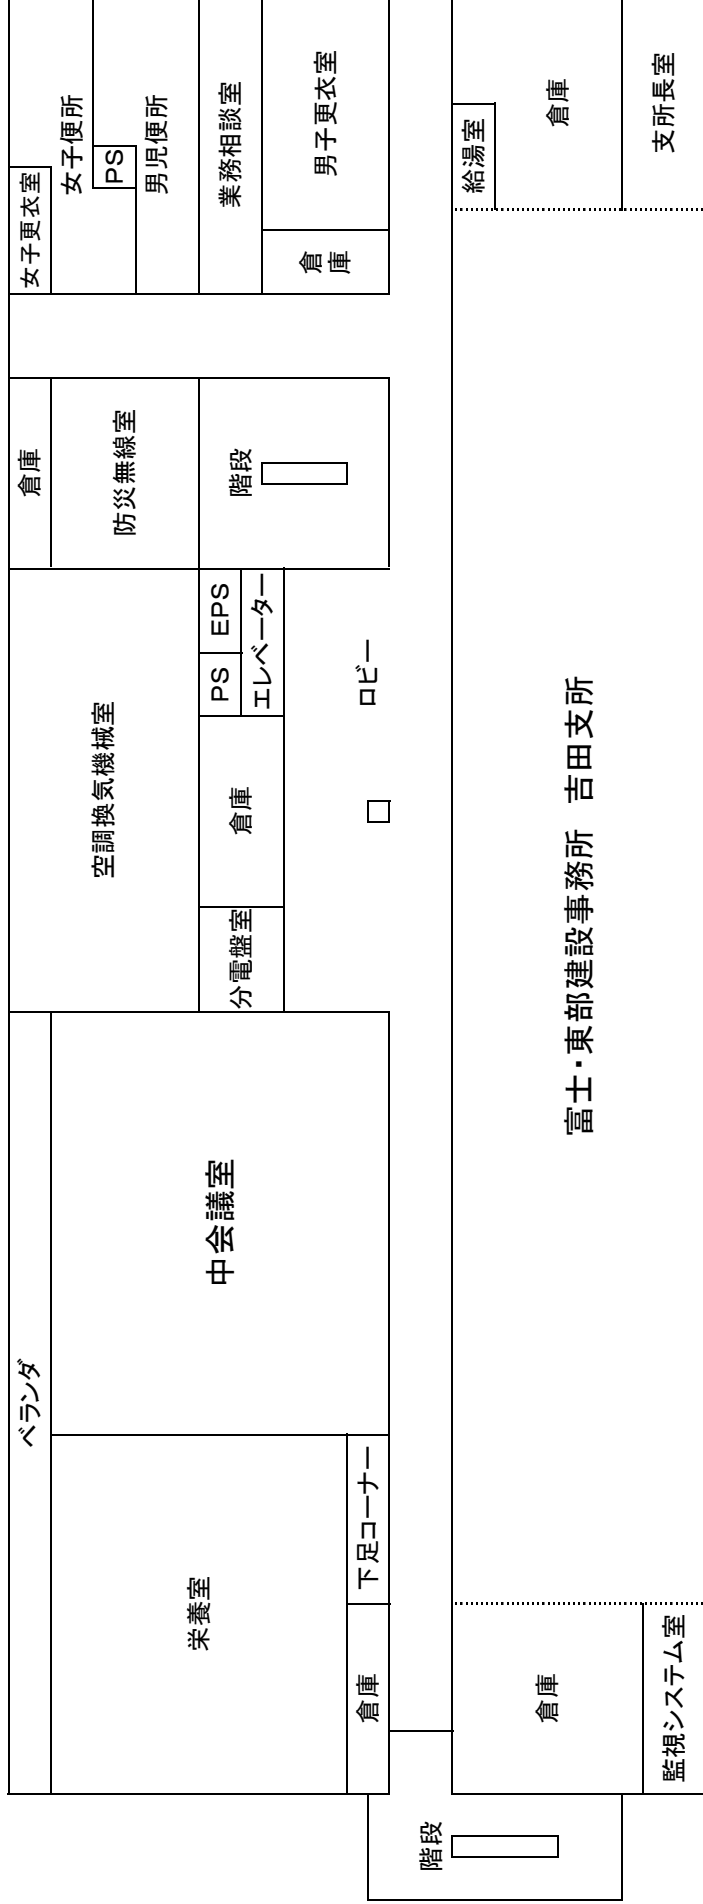 女子更衣室
女子便所
PS
男児便所
業務相談室
男子更衣室
倉庫
給湯室
倉庫
支所長室
倉庫
防災無線室
階段
空調換気機械室
PS
EPS
エレベーター
倉庫
分電盤室
ロビー
富士・東部建設事務所　吉田支所
ベランダ
中会議室
栄養室
下足コーナー
倉庫
倉庫
監視システム室
階段